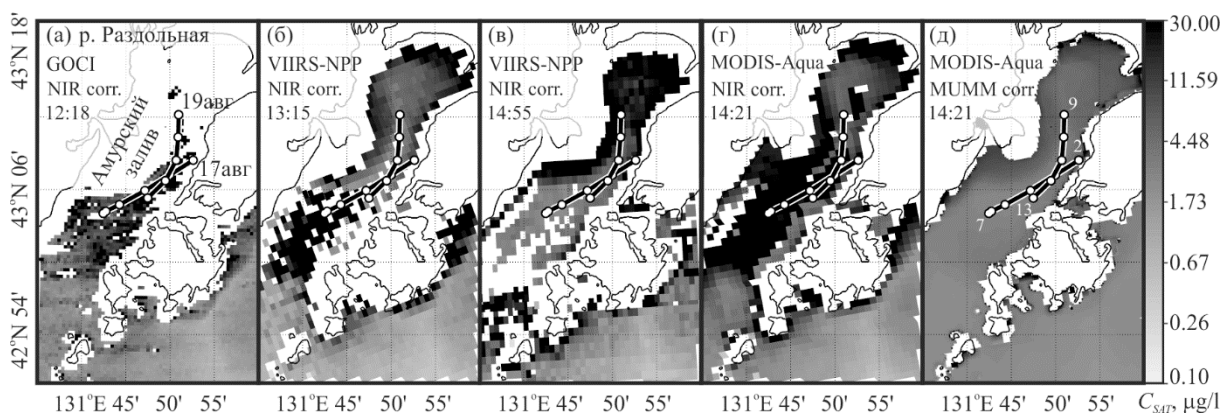 43°N 18'
43°N 06'
42°N 54'
(а) р. Раздольная
GOCI
NIR corr.
12:18
Амурский
залив
19авг
17авг
(б)
VIIRS-NPP
NIR corr.
13:15
(в)
VIIRS-NPP
NIR corr.
14:55
(г)
MODIS-Aqua
NIR corr.
14:21
(д)
MODIS-Aqua
MUMM corr.
14:21
9
2
13
7
30.00
11.59
4.48
1.73
0.67
0.26
0.10
131°E 45' 50' 55'
131°E 45' 50' 55'
131°E 45' 50' 55'
131°E 45' 50' 55'
131°E 45' 50' 55'
CSAT, µg/l